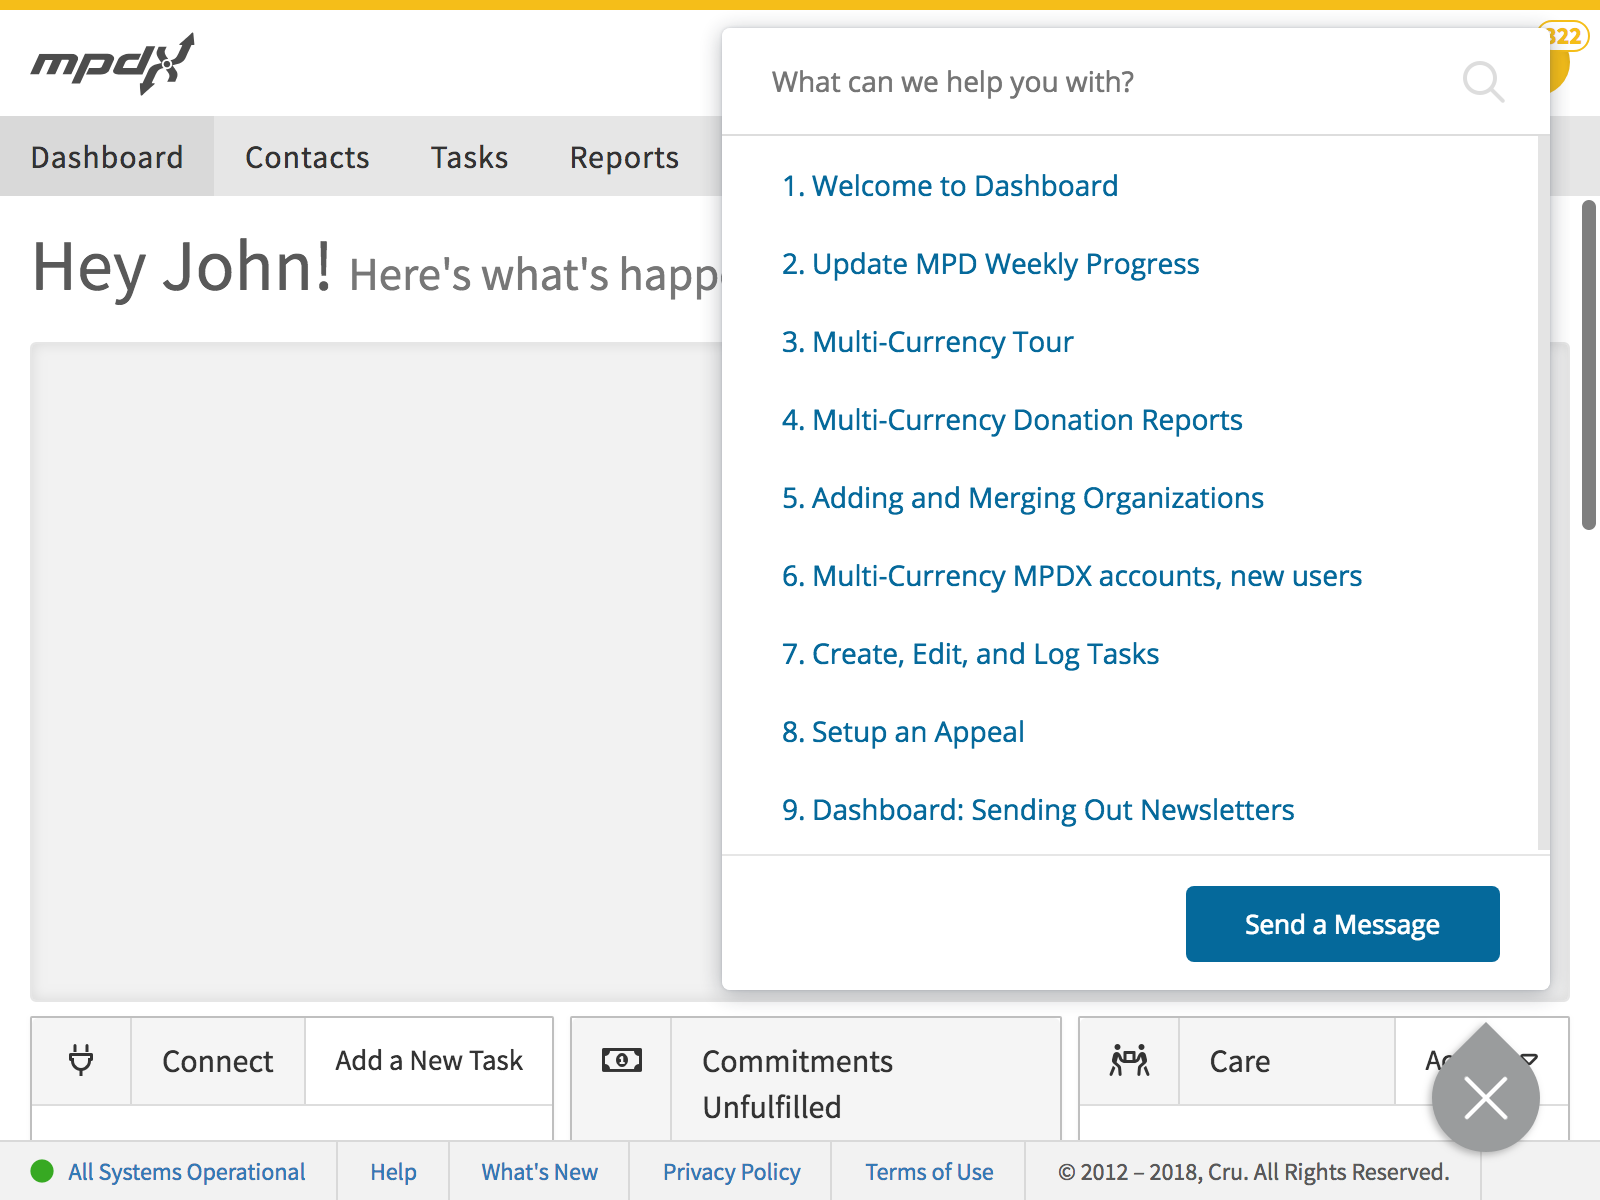 mpdx
322
What can we help you with?
Dashboard
Contacts
Tasks
Reports
Hey John! Here's what's happe
1. Welcome to Dashboard
2. Update MPD Weekly Progress
3. Multi-Currency Tour
4. Multi-Currency Donation Reports
5. Adding and Merging Organizations
6. Multi-Currency MPDX accounts, new users
7. Create, Edit, and Log Tasks
8. Setup an Appeal
9. Dashboard: Sending Out Newsletters
Send a Message
Connect
Add a New Task
Commitments
Unfulfilled
Care
All Systems Operational
Help
What's New
Privacy Policy
Terms of Use
© 2012 – 2018, Cru. All Rights Reserved.